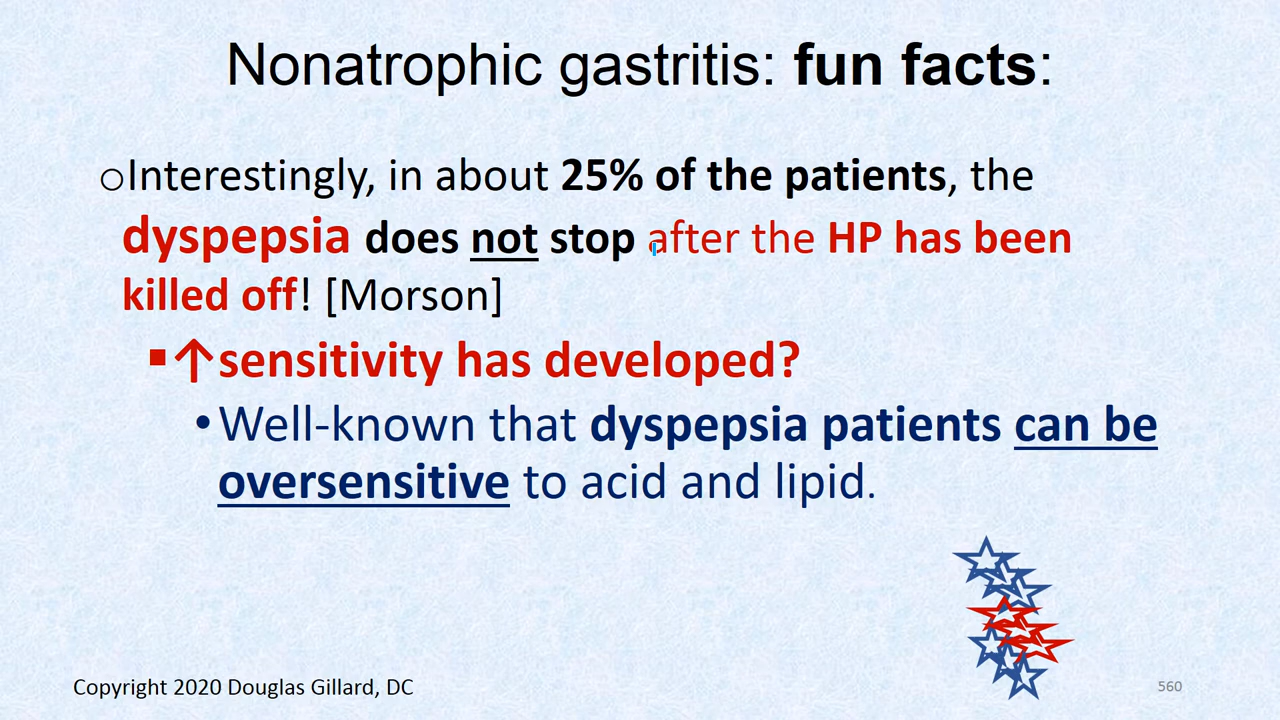 Nonatrophic gastritis: fun facts:
oInterestingly, in about 25% of the patients, the
dyspepsia does not stop after the HP has been
killed off! [Morson]
▪↑sensitivity has developed?
•Well-known that dyspepsia patients can be
oversensitive to acid and lipid.
Copyright 2020 Douglas Gillard, DC
560